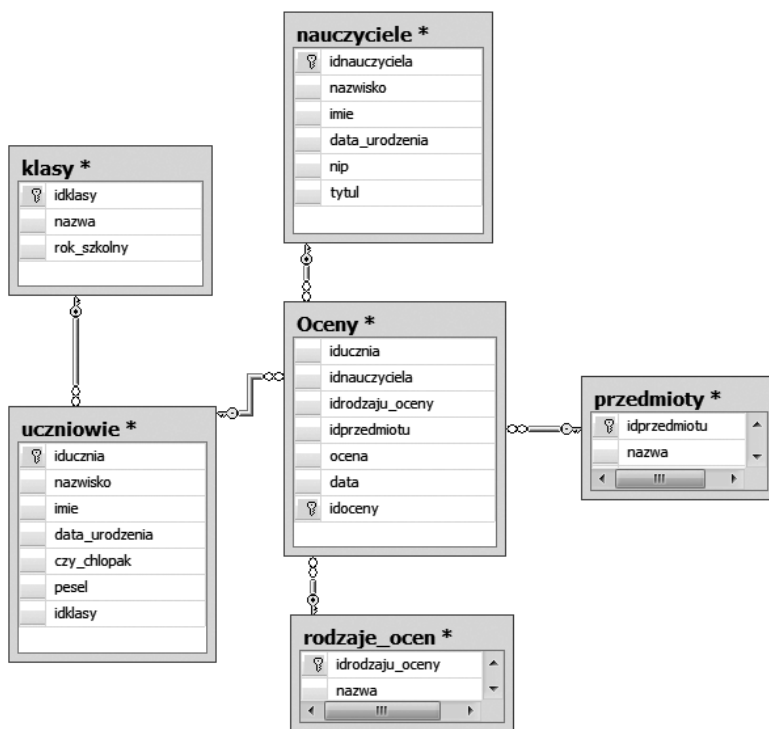 nauczyciele *
idnauczyciela
nazwisko
imie
data_urodzenia
nip
tytul
klasy *
idklasy
nazwa
rok_szkolny
Oceny *
iducznia
idnauczyciela
idrodzaju_oceny
idprzedmiotu
ocena
data
idoceny
przedmioty *
idprzedmiotu
nazwa
uczniowie *
iducznia
nazwisko
imie
data_urodzenia
czy_chlopak
pesel
idklasy
rodzaje_ocen *
idrodzaju_oceny
nazwa